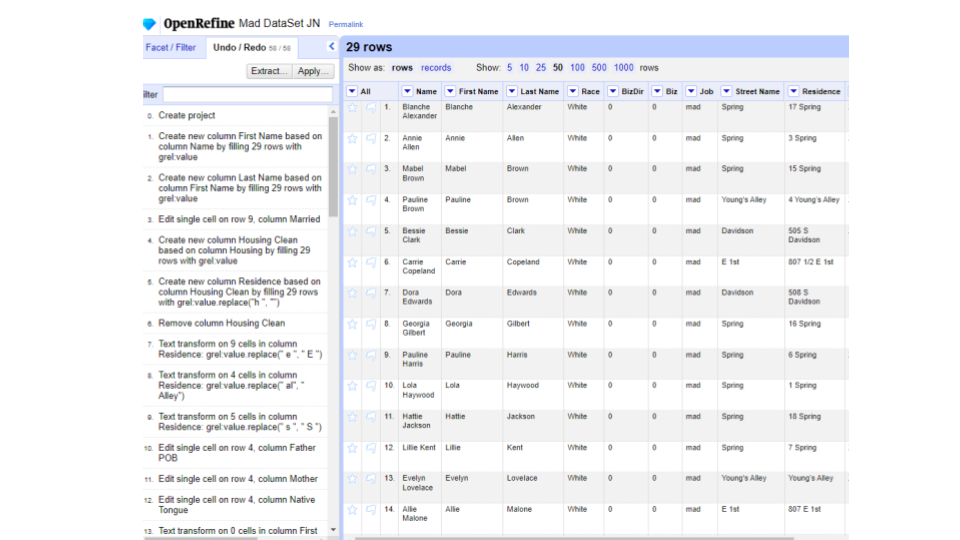 OpenRefine Mad DataSet JN Permalink
Facet / Filter Undo / Redo 58 / 58
29 rows
Extract... Apply...
Show as: rows records Show: 5 10 25 50 100 500 1000 rows
ilter
0. Create project
1. Create new column First Name based on
column Name by filling 29 rows with
grel:value
2. Create new column Last Name based on
column First Name by filling 29 rows with
grel:value
3. Edit single cell on row 9, column Married
4. Create new column Housing Clean
based on column Housing by filling 29
rows with grel:value
5. Create new column Residence based on
column Housing Clean by filling 29 rows
with grel:value.replace("h ", "")
6. Remove column Housing Clean
7. Text transform on 9 cells in column
Residence: grel:value.replace(" e ", " E ")
8. Text transform on 4 cells in column
Residence: grel:value.replace(" al", "
Alley")
9. Text transform on 5 cells in column
Residence: grel:value.replace(" s ", " S ")
10. Edit single cell on row 4, column Father
POB
11. Edit single cell on row 4, column Mother
12. Edit single cell on row 4, column Native
Tongue
13. Text transform on 0 cells in column First
All Name First Name Last Name Race BizDir Biz Job Street Name Residence
1. Blanche Alexander Blanche Alexander White 0 0 mad Spring 17 Spring
2. Annie Allen Annie Allen White 0 0 mad Spring 3 Spring
3. Mabel Brown Mabel Brown White 0 0 mad Spring 15 Spring
4. Pauline Brown Pauline Brown White 0 0 mad Young's Alley 4 Young's Alley
5. Bessie Clark Bessie Clark White 0 0 mad Davidson 505 S Davidson
6. Carrie Copeland Carrie Copeland White 0 0 mad E 1st 807 1/2 E 1st
7. Dora Edwards Dora Edwards White 0 0 mad Davidson 508 S Davidson
8. Georgia Gilbert Georgia Gilbert White 0 0 mad Spring 16 Spring
9. Pauline Harris Pauline Harris White 0 0 mad Spring 6 Spring
10. Lola Haywood Lola Haywood White 0 0 mad Spring 1 Spring
11. Hattie Jackson Hattie Jackson White 0 0 mad Spring 18 Spring
12. Lillie Kent Lillie Kent White 0 0 mad Spring 7 Spring
13. Evelyn Lovelace Evelyn Lovelace White 0 0 mad Young's Alley Young's Alley
14. Allie Malone Allie Malone White 0 0 mad E 1st 807 E 1st